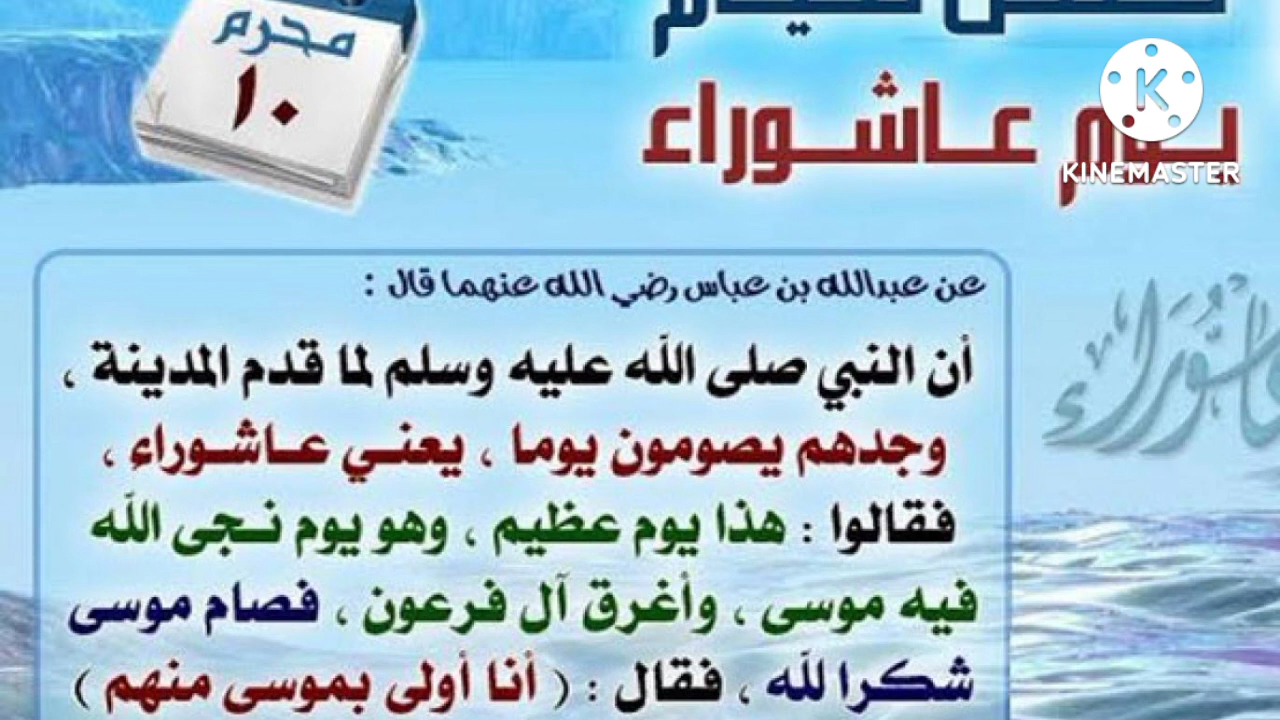 محرم
١٠
صيام
يوم عاشوراء
KINEMASTER
عن عبدالله بن عباس رضي الله عنهما قال :
أن النبي صلى الله عليه وسلم لما قدم المدينة ،
وجدهم يصومون يوما ، يعني عاشوراء ،
فقالوا : هذا يوم عظيم ، وهو يوم نجى الله
فيه موسى ، وأغرق آل فرعون ، فصام موسى
شكرا لله ، فقال : ( أنا أولى بموسى منهم )
عاشوراء